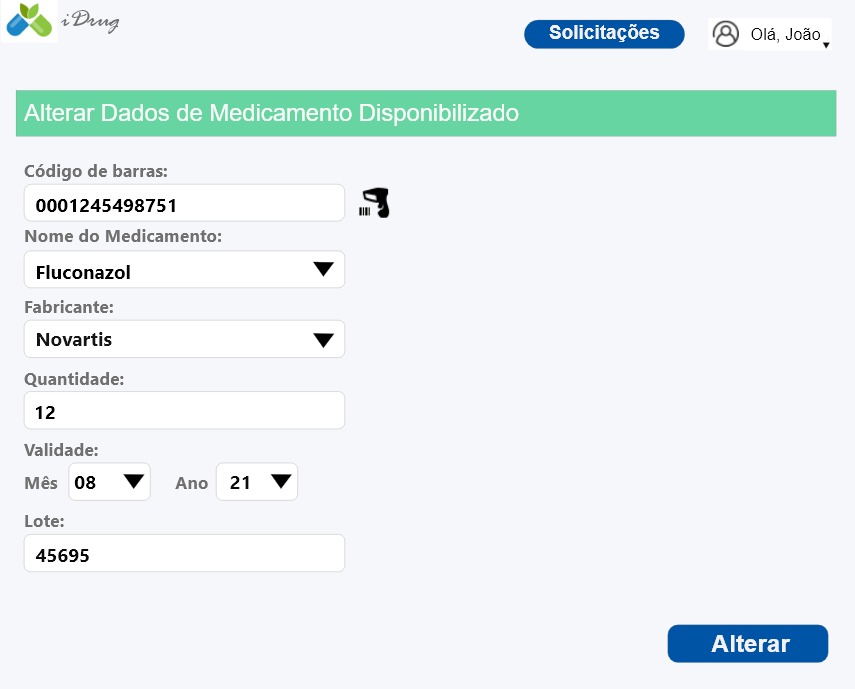 iDrug
Solicitações
Olá, João
Alterar Dados de Medicamento Disponibilizado
Código de barras:
0001245498751
Nome do Medicamento:
Fluconazol
Fabricante:
Novartis
Quantidade:
12
Validade:
Mês 08 Ano 21
Lote:
45695
Alterar